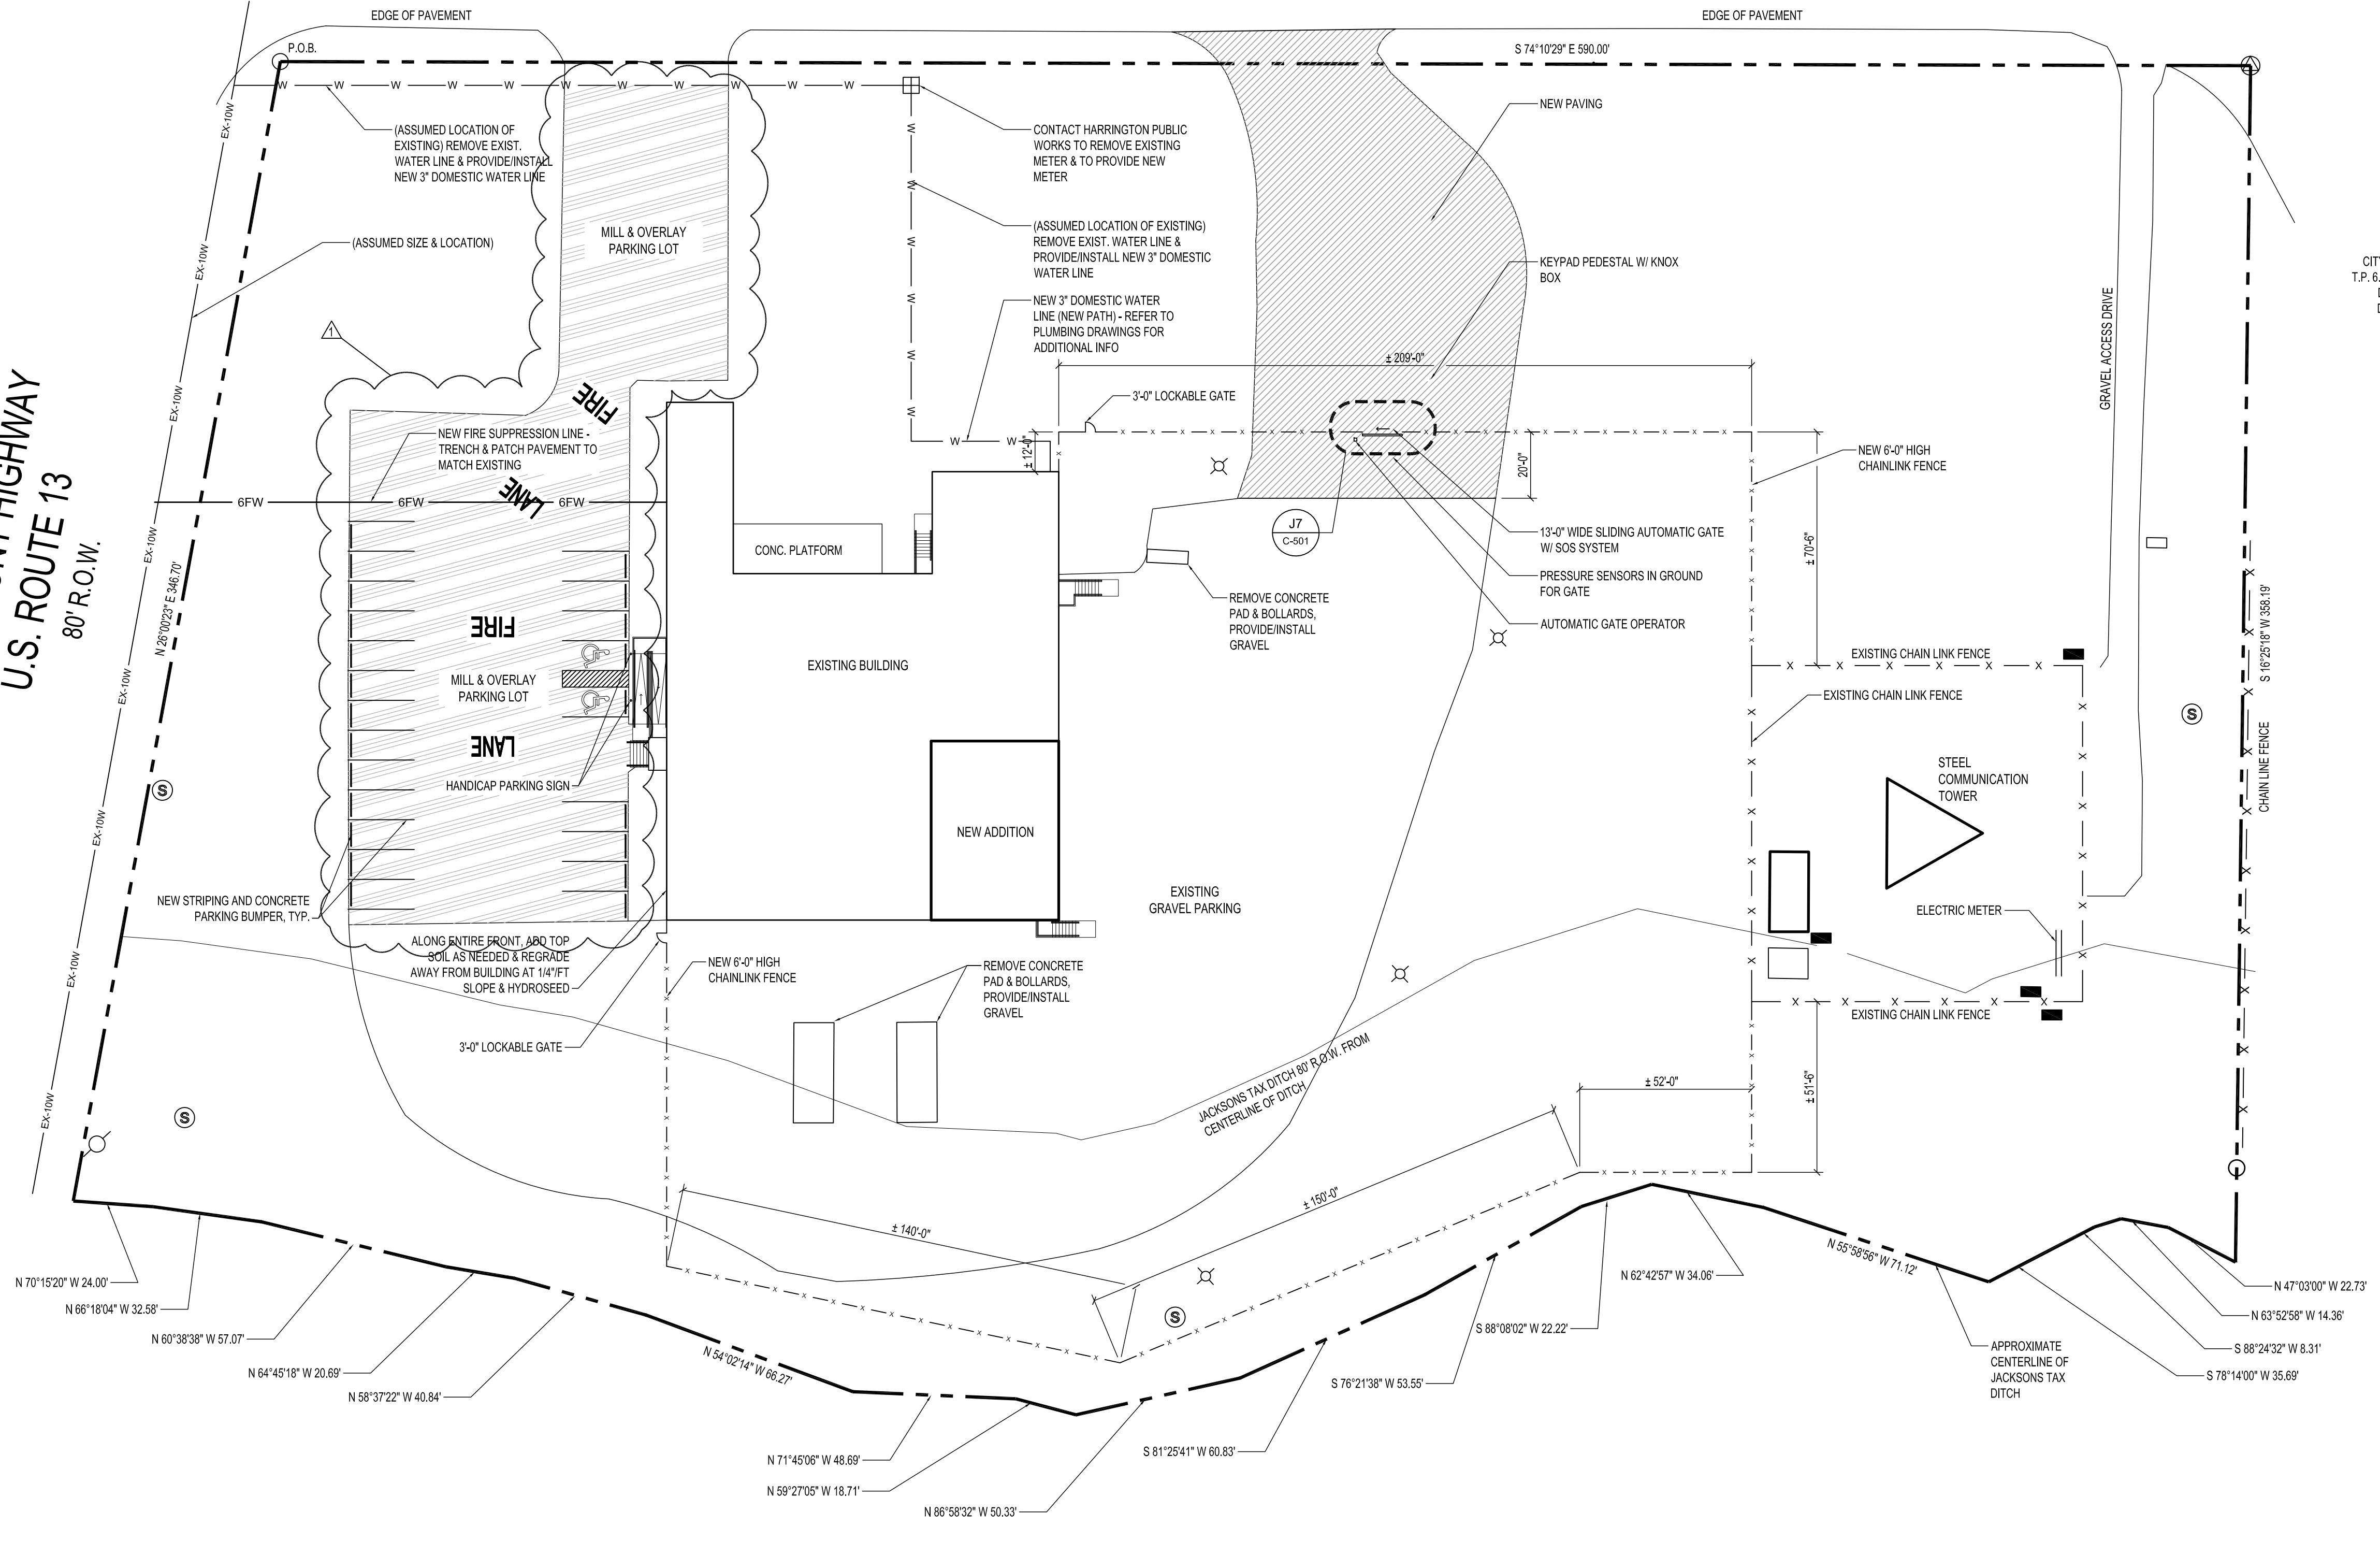 EDGE OF PAVEMENT
EDGE OF PAVEMENT
P.O.B.
S 74°10'29" E 590.00'
W W W W W W W W W W W
EX-10W
(ASSUMED LOCATION OF
EXISTING) REMOVE EXIST.
WATER LINE & PROVIDE/INSTALL
NEW 3" DOMESTIC WATER LINE
CONTACT HARRINGTON PUBLIC
WORKS TO REMOVE EXISTING
METER & TO PROVIDE NEW
METER
NEW PAVING
MILL & OVERLAY
PARKING LOT
(ASSUMED SIZE & LOCATION)
(ASSUMED LOCATION OF EXISTING)
REMOVE EXIST. WATER LINE &
PROVIDE/INSTALL NEW 3" DOMESTIC
WATER LINE
KEYPAD PEDESTAL W/ KNOX
BOX
CIT
T.P. 6.
NEW 3" DOMESTIC WATER
LINE (NEW PATH) - REFER TO
PLUMBING DRAWINGS FOR
ADDITIONAL INFO
1
± 209'-0"
GRAVEL ACCESS DRIVE
HIGHWAY
U.S. ROUTE 13
80' R.O.W.
FIRE
LANE
3'-0" LOCKABLE GATE
± 12'-0"
20'-0"
NEW FIRE SUPPRESSION LINE -
TRENCH & PATCH PAVEMENT TO
MATCH EXISTING
6FW 6FW 6FW
NEW 6'-0" HIGH
CHAINLINK FENCE
J7
C-501
13'-0" WIDE SLIDING AUTOMATIC GATE
W/ SOS SYSTEM
PRESSURE SENSORS IN GROUND
FOR GATE
AUTOMATIC GATE OPERATOR
± 70'-6"
CONC. PLATFORM
N 26°00'23" E 346.70'
REMOVE CONCRETE
PAD & BOLLARDS,
PROVIDE/INSTALL
GRAVEL
S 16°25'18" W 358.19'
FIRE
EXISTING BUILDING
EXISTING CHAIN LINK FENCE
EXISTING CHAIN LINK FENCE
MILL & OVERLAY
PARKING LOT
LANE
HANDICAP PARKING SIGN
S
S
CHAIN LINE FENCE
STEEL
COMMUNICATION
TOWER
NEW ADDITION
NEW STRIPING AND CONCRETE
PARKING BUMPER, TYP.
EXISTING
GRAVEL PARKING
ELECTRIC METER
ALONG ENTIRE FRONT, ADD TOP
SOIL AS NEEDED & REGRADE
AWAY FROM BUILDING AT 1/4"/FT
SLOPE & HYDROSEED
NEW 6'-0" HIGH
CHAINLINK FENCE
REMOVE CONCRETE
PAD & BOLLARDS,
PROVIDE/INSTALL
GRAVEL
EXISTING CHAIN LINK FENCE
3'-0" LOCKABLE GATE
JACKSONS TAX DITCH 80' R.O.W. FROM
CENTERLINE OF DITCH
± 52'-0"
± 51'-6"
S
± 140'-0"
± 150'-0"
S
N 70°15'20" W 24.00'
N 66°18'04" W 32.58'
N 60°38'38" W 57.07'
N 64°45'18" W 20.69'
N 58°37'22" W 40.84'
N 54°02'14" W 66.27'
N 71°45'06" W 48.69'
N 59°27'05" W 18.71'
N 86°58'32" W 50.33'
S 81°25'41" W 60.83'
S 76°21'38" W 53.55'
S 88°08'02" W 22.22'
N 62°42'57" W 34.06'
N 55°58'56" W 71.12'
APPROXIMATE
CENTERLINE OF
JACKSONS TAX
DITCH
N 47°03'00" W 22.73'
N 63°52'58" W 14.36'
S 88°24'32" W 8.31'
S 78°14'00" W 35.69'